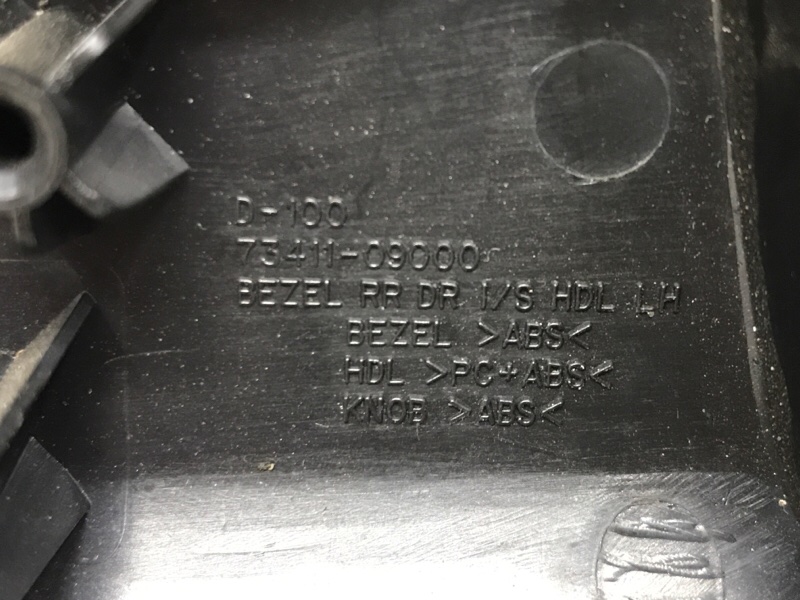 D-100
73411-09000
BEZEL RR DR I/S HDL LH
BEZEL >ABS<
HDL >PC+ABS<
KNOB >ABS<